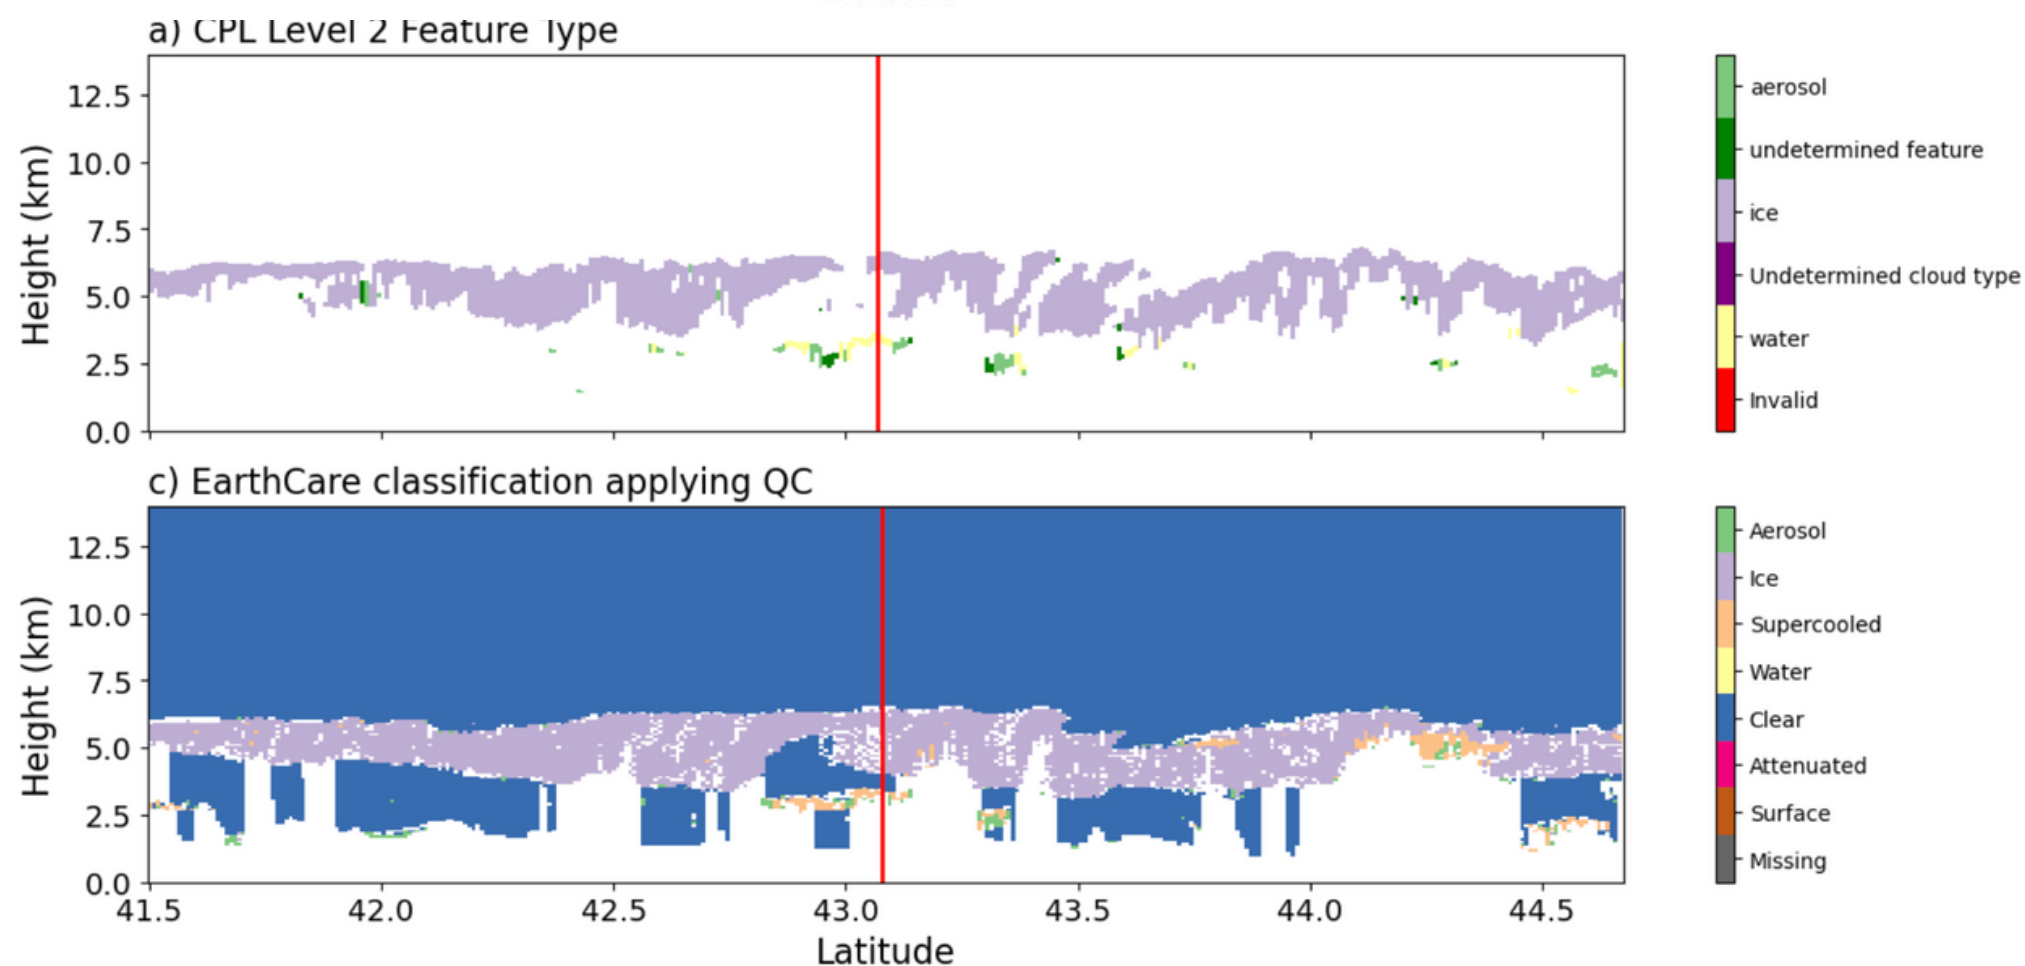 a) CPL Level 2 Feature Type
12.5
10.0
7.5
5.0
2.5
0.0
Height (km)
aerosol
undetermined feature
ice
Undetermined cloud type
water
Invalid
c) EarthCare classification applying QC
12.5
10.0
7.5
5.0
2.5
0.0
Height (km)
41.5 42.0 42.5 43.0 43.5 44.0 44.5
Latitude
Aerosol
Ice
Supercooled
Water
Clear
Attenuated
Surface
Missing